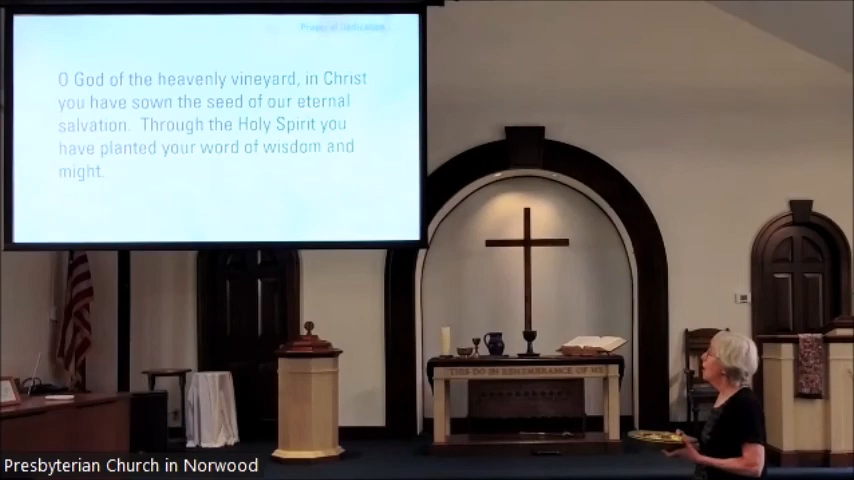 Prayer of Dedication
O God of the heavenly vineyard, in Christ
you have sown the seed of our eternal
salvation. Through the Holy Spirit you
have planted your word of wisdom and
might.
THIS DO IN REMEMBRANCE OF ME
Presbyterian Church in Norwood